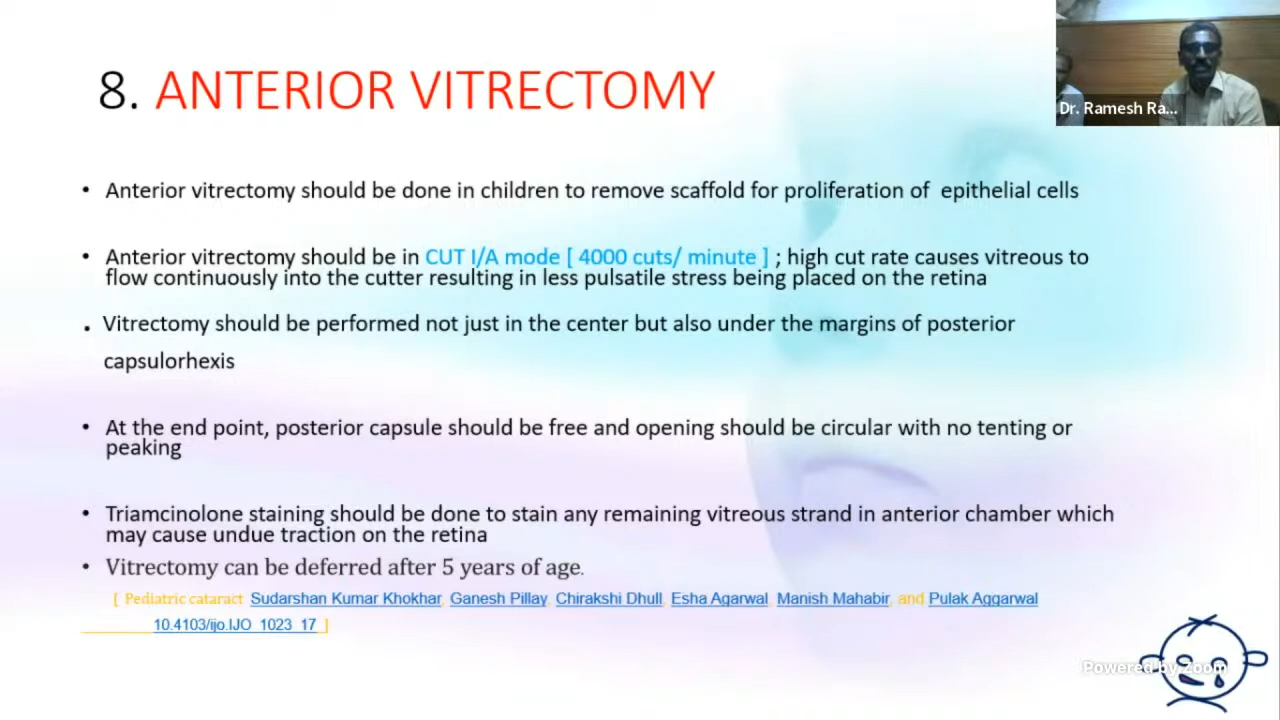 8. ANTERIOR VITRECTOMY
Dr. Ramesh Ra...
• Anterior vitrectomy should be done in children to remove scaffold for proliferation of epithelial cells
• Anterior vitrectomy should be in CUT I/A mode [ 4000 cuts/ minute ] ; high cut rate causes vitreous to
flow continuously into the cutter resulting in less pulsatile stress being placed on the retina
. Vitrectomy should be performed not just in the center but also under the margins of posterior
capsulorhexis
• At the end point, posterior capsule should be free and opening should be circular with no tenting or
peaking
• Triamcinolone staining should be done to stain any remaining vitreous strand in anterior chamber which
may cause undue traction on the retina
• Vitrectomy can be deferred after 5 years of age.
[ Pediatric cataract Sudarshan Kumar Khokhar, Ganesh Pillay, Chirakshi Dhull, Esha Agarwal, Manish Mahabir, and Pulak Aggarwal
10.4103/ijo.IJO_1023_17 ]
Powered by Zoom